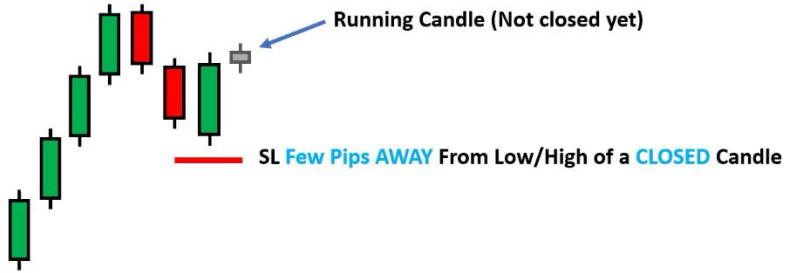 Running Candle (Not closed yet)
SL Few Pips AWAY From Low/High of a CLOSED Candle